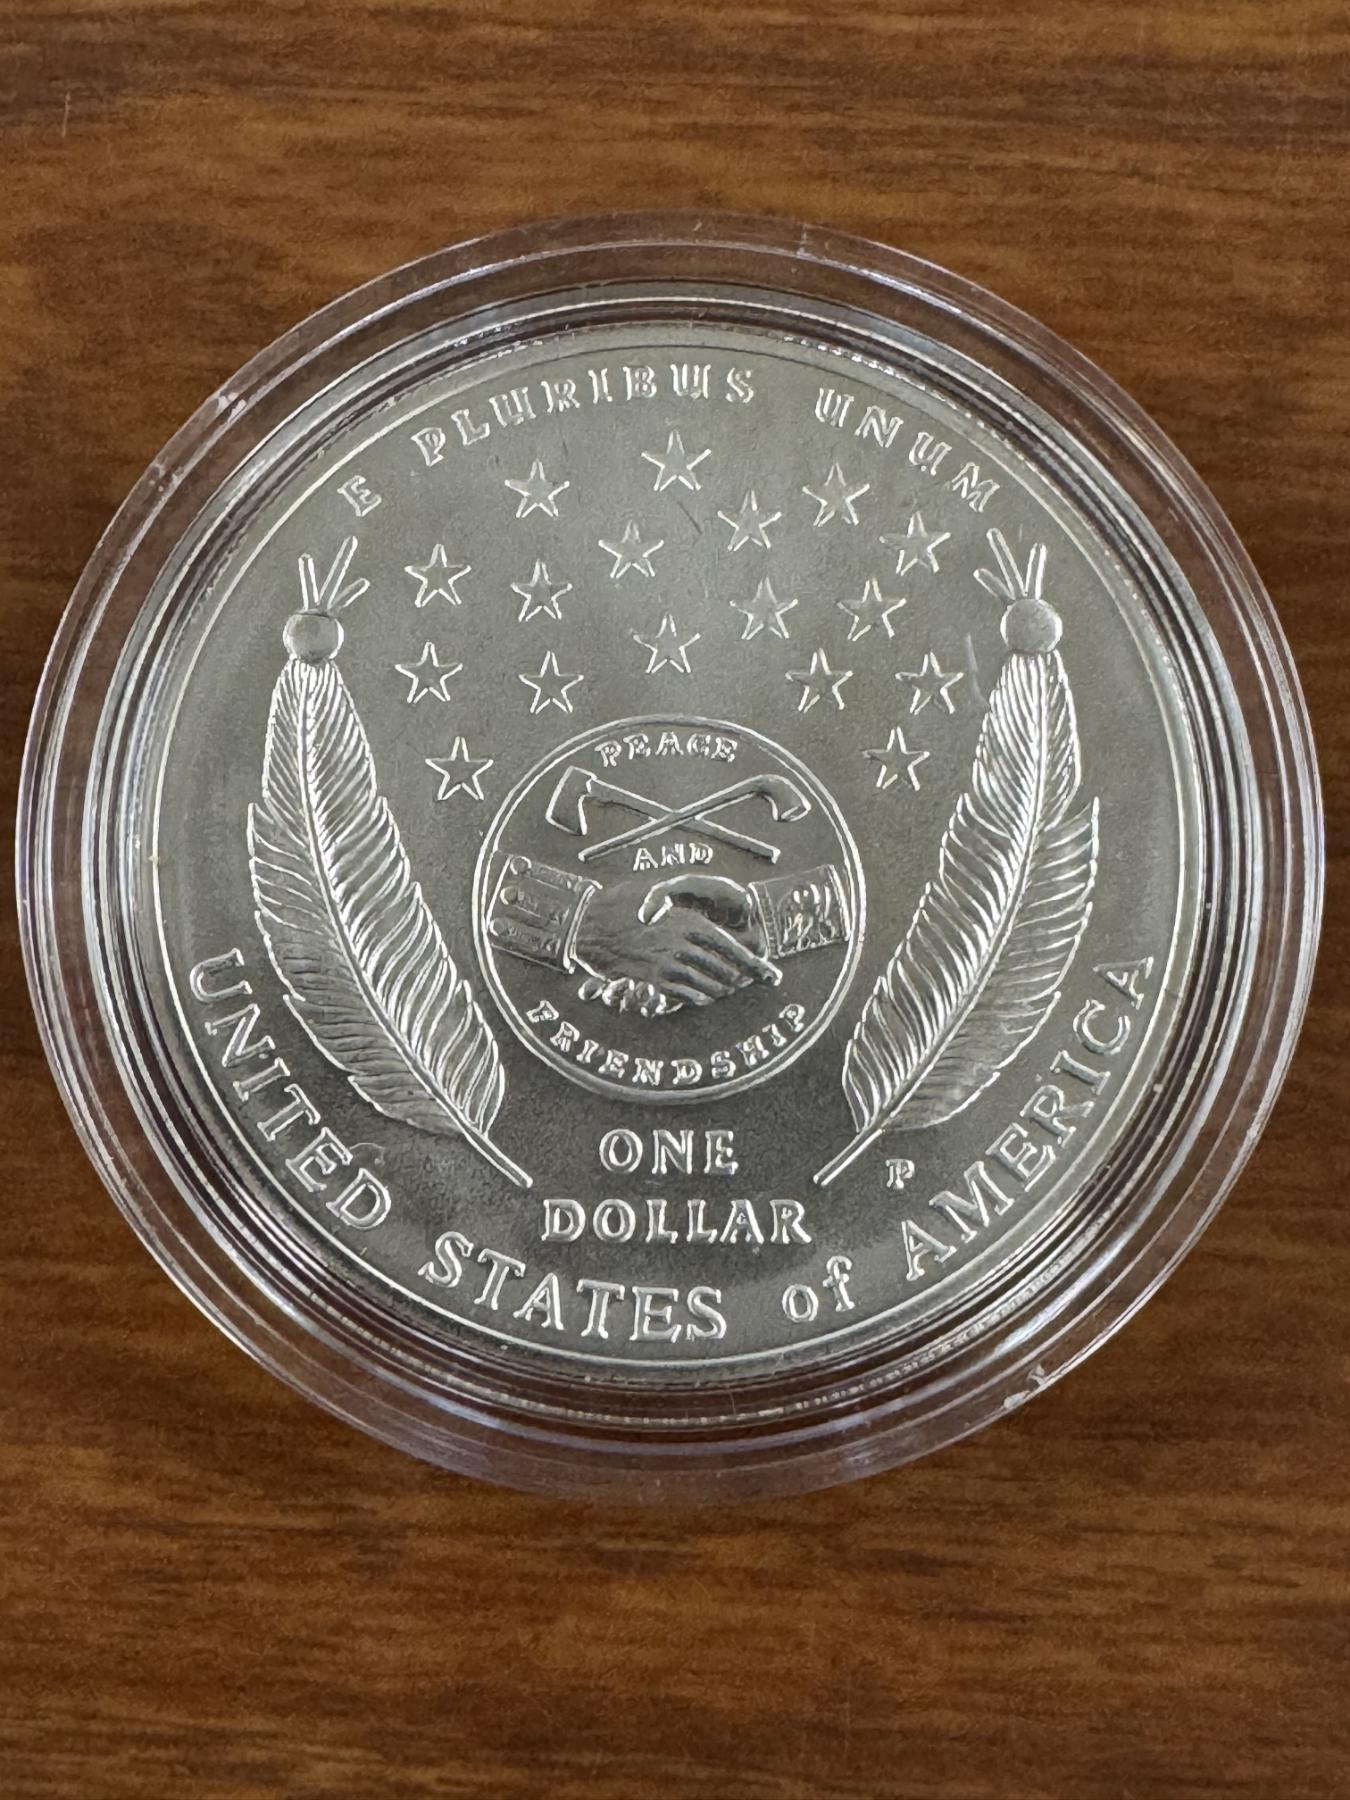 E PLURIBUS UNUM
PEACE
AND
FRIENDSHIP
ONE
DOLLAR
P
UNITED STATES of AMERICA